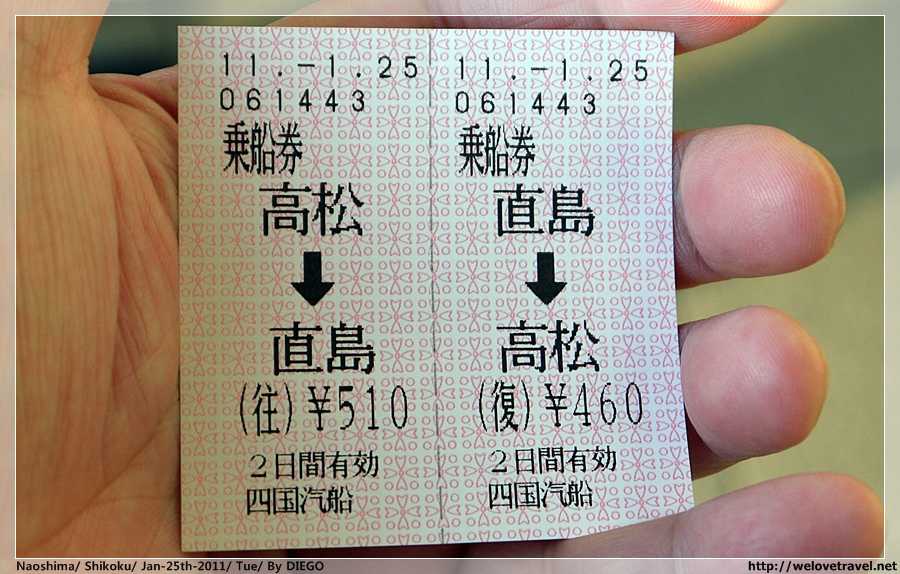 11.-1.25
061443
乗船券
高松
直島
(往)¥510
2日間有効
四国汽船
11.-1.25
061443
乗船券
直島
高松
(復)¥460
2日間有効
四国汽船
Naoshima/ Shikoku/ Jan-25th-2011/ Tue/ By DIEGO
http://welovetravel.net